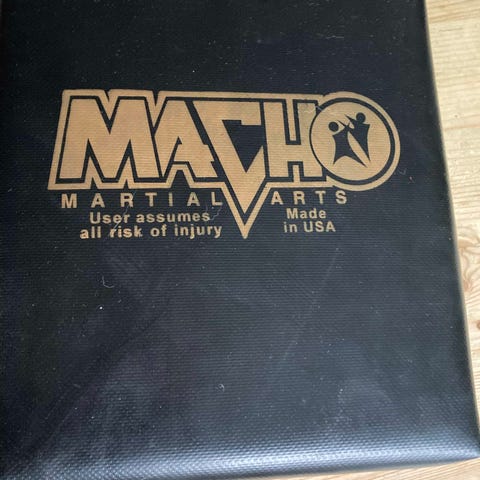 MACHO
MARTIAL ARTS
User assumes
all risk of injury
Made
in USA